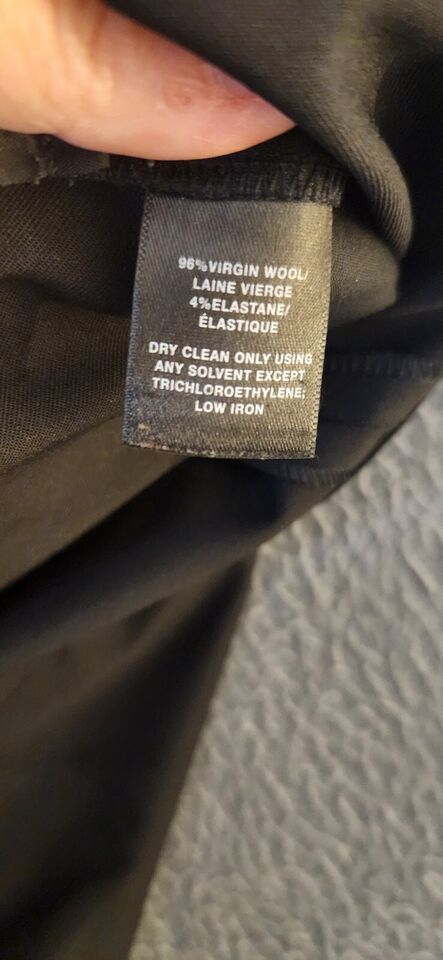 96%VIRGIN WOOL/
LAINE VIERGE
4%ELASTANE/
ÉLASTIQUE
DRY CLEAN ONLY USING
ANY SOLVENT EXCEPT
TRICHLOROETHYLENE;
LOW IRON